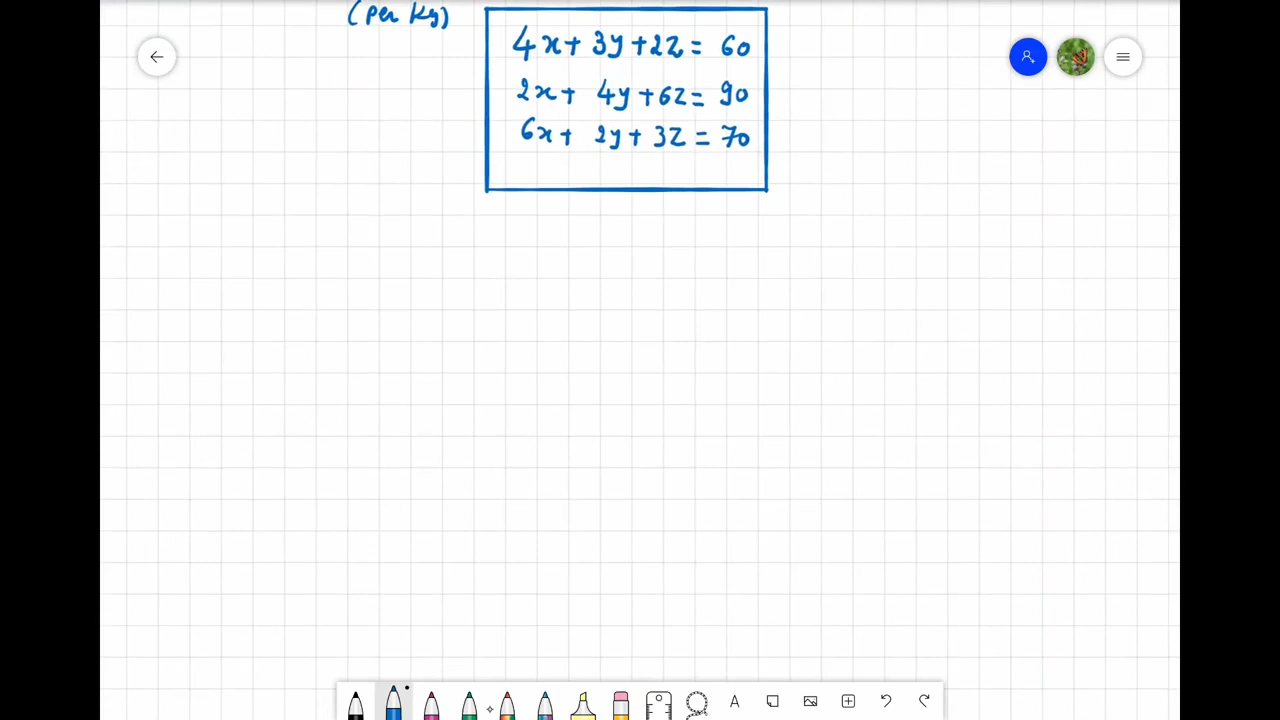 (per Kg)
4x + 3y + 2z = 60
2x + 4y + 6z = 90
6x + 2y + 3z = 70
A